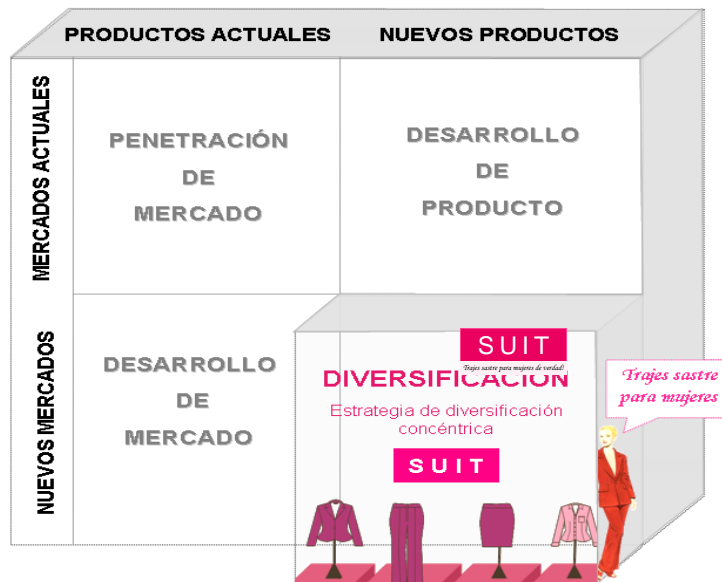 PRODUCTOS ACTUALES
NUEVOS PRODUCTOS
MERCADOS ACTUALES
PENETRACIÓN
DE
MERCADO
DESARROLLO
DE
PRODUCTO
NUEVOS MERCADOS
DESARROLLO
DE
MERCADO
SUIT
Trajes sastre para mujeres de verdad!
DIVERSIFICACIÓN
Estrategia de diversificación
concéntrica
SUIT
Trajes sastre
para mujeres